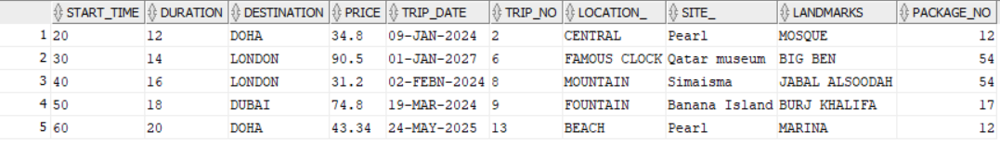 START_TIME DURATION DESTINATION PRICE TRIP_DATE TRIP_NO LOCATION_ SITE_ LANDMARKS PACKAGE_NO
1 20 12 DOHA 34.8 09-JAN-2024 2 CENTRAL Pearl MOSQUE 12
2 30 14 LONDON 90.5 01-JAN-2027 6 FAMOUS CLOCK Qatar museum BIG BEN 54
3 40 16 LONDON 31.2 02-FEBN-2024 8 MOUNTAIN Simaisma JABAL ALSOODAH 54
4 50 18 DUBAI 74.8 19-MAR-2024 9 FOUNTAIN Banana Island BURJ KHALIFA 17
5 60 20 DOHA 43.34 24-MAY-2025 13 BEACH Pearl MARINA 12